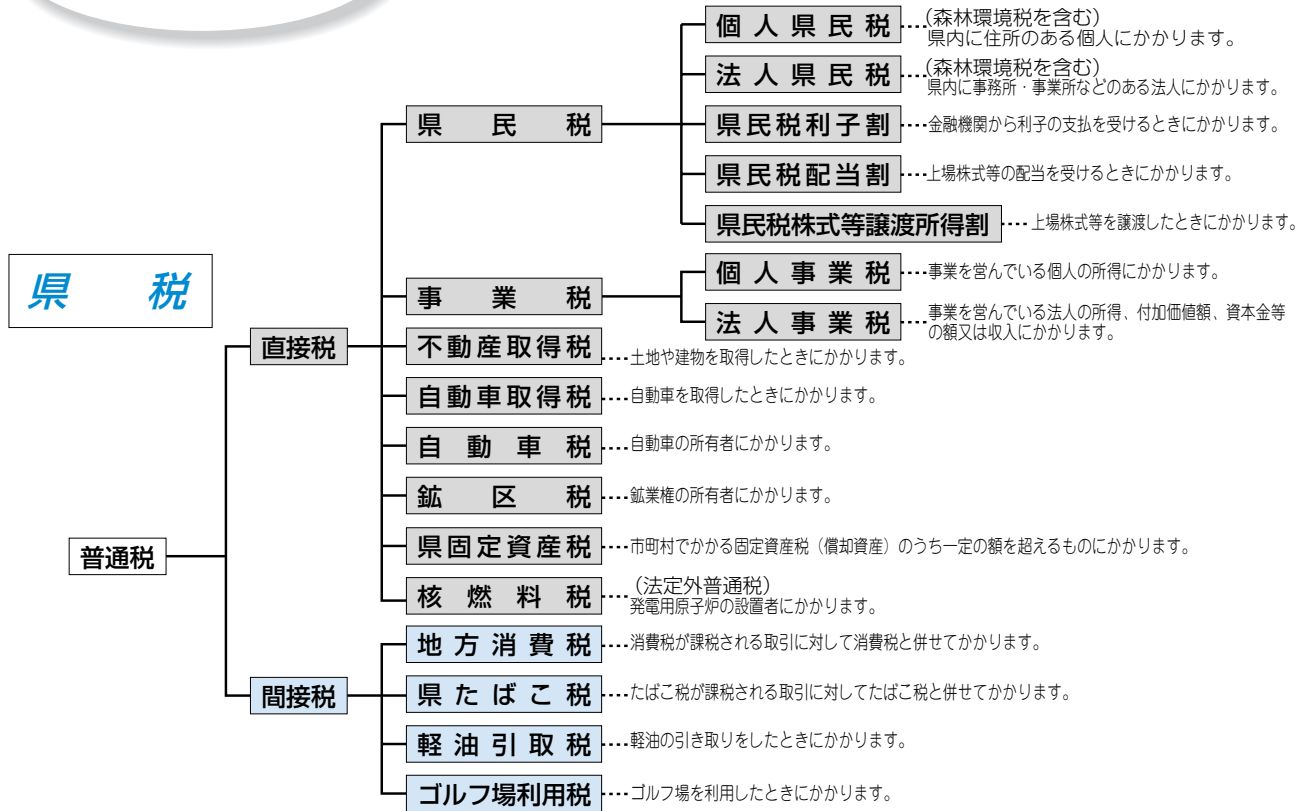 県税
普通税
直接税
県民税
個人県民税
(森林環境税を含む)
県内に住所のある個人にかかります。
法人県民税
(森林環境税を含む)
県内に事務所・事業所などのある法人にかかります。
県民税利子割
金融機関から利子の支払を受けるときにかかります。
県民税配当割
上場株式等の配当を受けるときにかかります。
県民税株式等譲渡所得割
上場株式等を譲渡したときにかかります。
事業税
個人事業税
事業を営んでいる個人の所得にかかります。
法人事業税
事業を営んでいる法人の所得、付加価値額、資本金等
の額又は収入にかかります。
不動産取得税
土地や建物を取得したときにかかります。
自動車取得税
自動車を取得したときにかかります。
自動車税
自動車の所有者にかかります。
鉱区税
鉱業権の所有者にかかります。
県固定資産税
市町村でかかる固定資産税(償却資産)のうち一定の額を超えるものにかかります。
核燃料税
(法定外普通税)
発電用原子炉の設置者にかかります。
間接税
地方消費税
消費税が課税される取引に対して消費税と併せてかかります。
県たばこ税
たばこ税が課税される取引に対してたばこ税と併せてかかります。
軽油引取税
軽油の引き取りをしたときにかかります。
ゴルフ場利用税
ゴルフ場を利用したときにかかります。